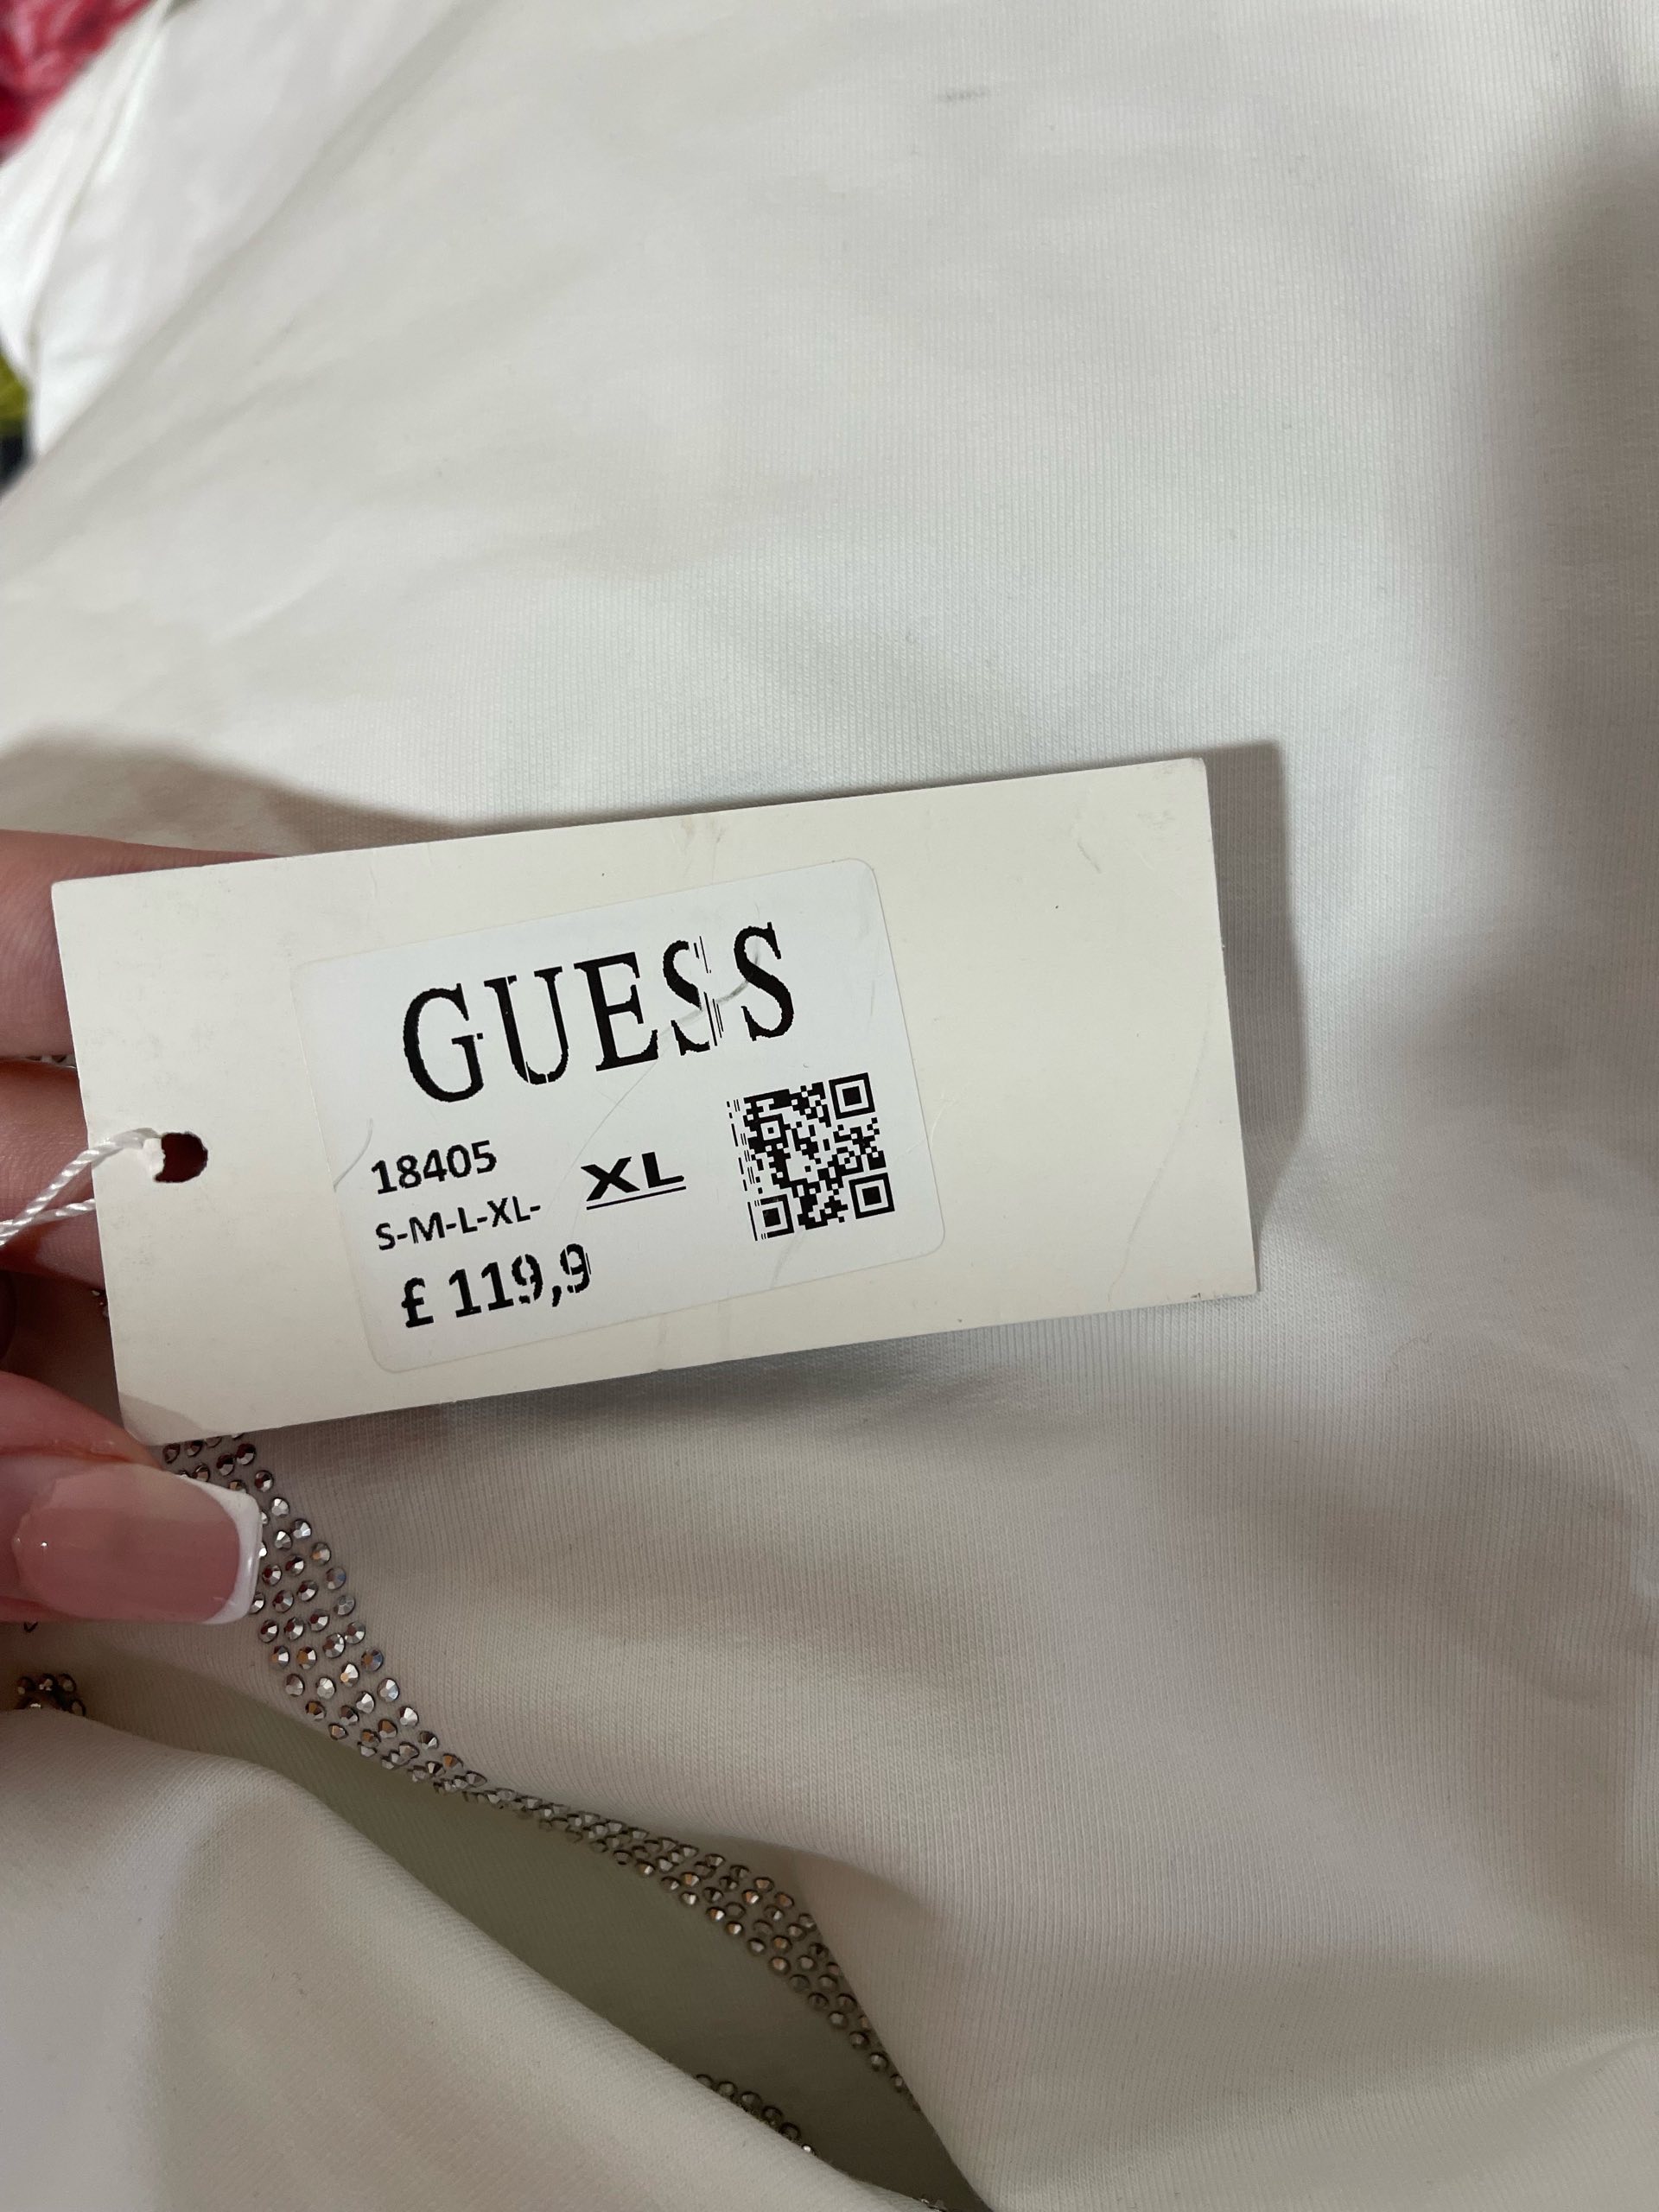 GUESS
18405
S-M-L-XL-
XL
£ 119,9